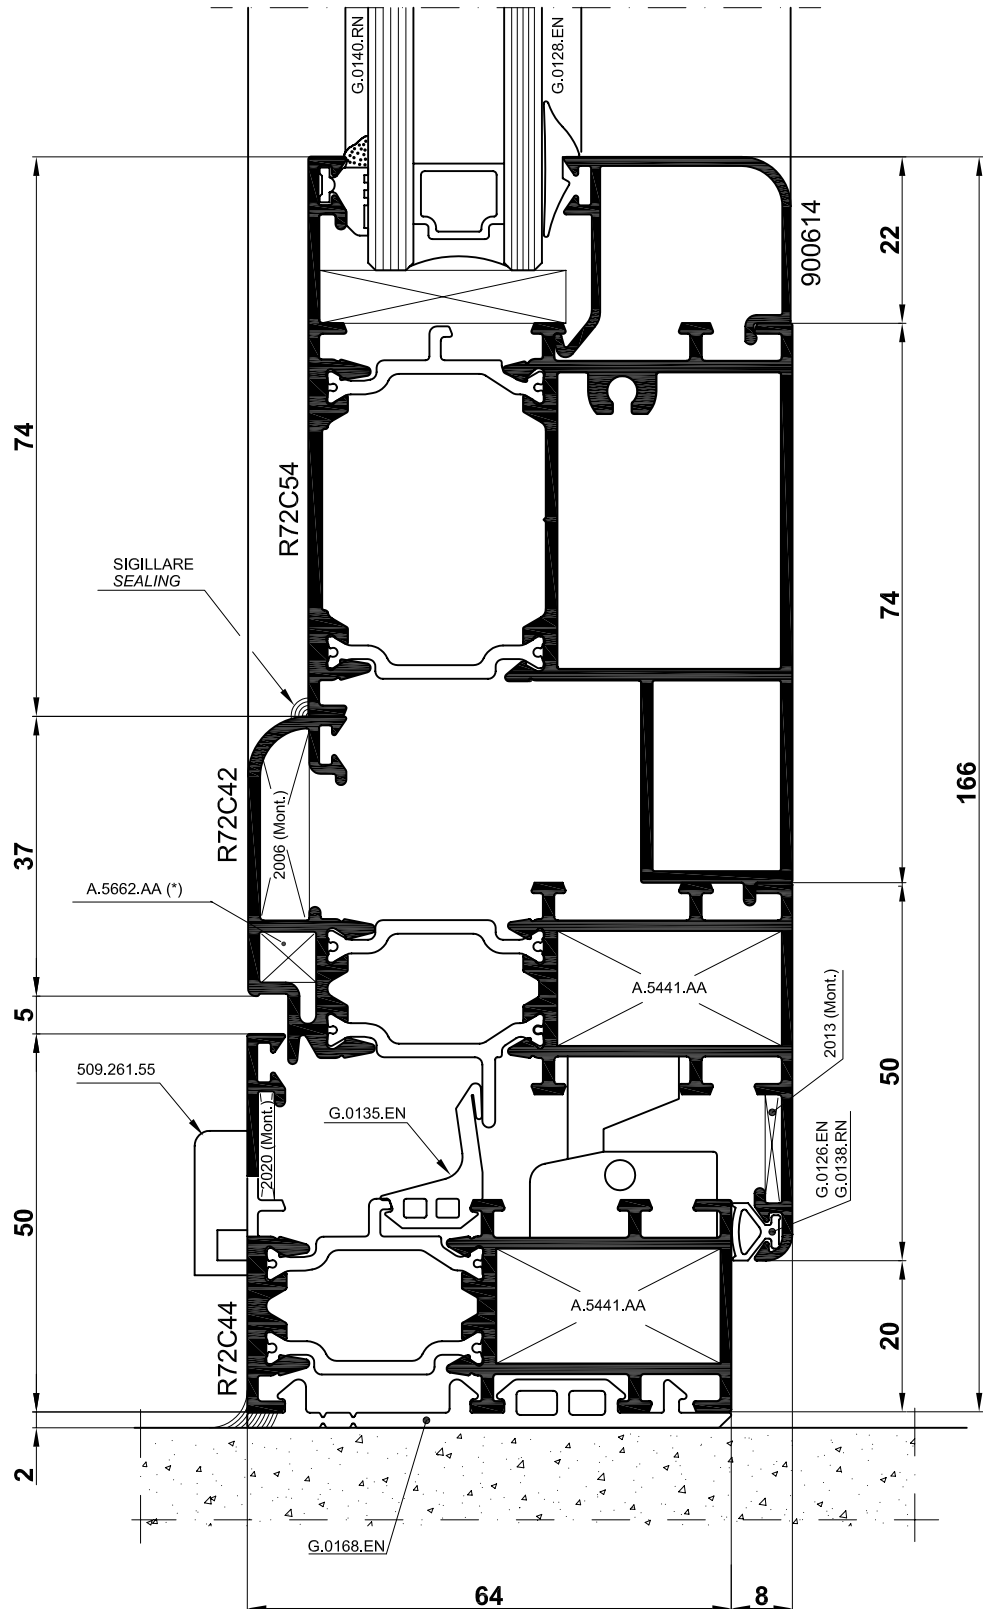 G.0140.RN
G.0128.EN
900614
22
74
R72C54
SIGILLARE
SEALING
74
166
R72C42
2006 (Mont.)
37
A.5662.AA (*)
A.5441.AA
2013 (Mont.)
5
509.261.55
2020 (Mont.)
G.0135.EN
50
G.0126.EN
G.0138.RN
50
R72C44
A.5441.AA
20
2
G.0168.EN
64
8